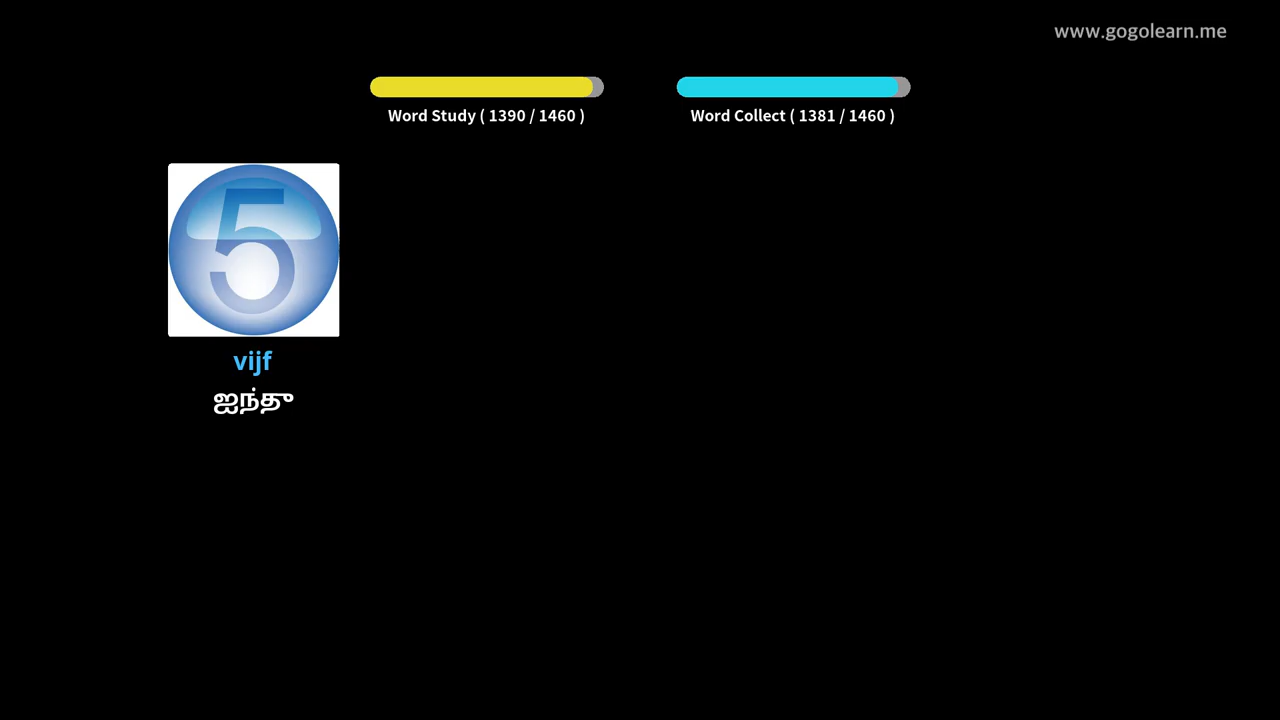 www.gogolearn.me
Word Study ( 1390 / 1460 )
Word Collect ( 1381 / 1460 )
5
vijf
ஐந்து